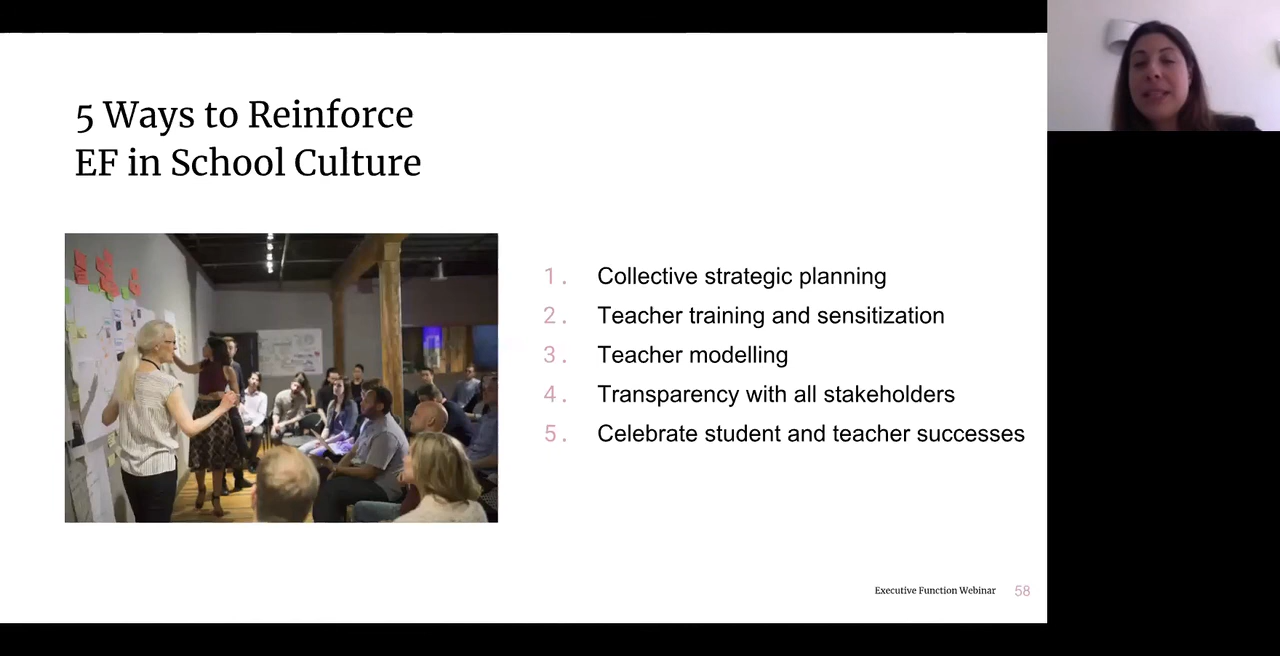 5 Ways to Reinforce
EF in School Culture
1. Collective strategic planning
2. Teacher training and sensitization
3. Teacher modelling
4. Transparency with all stakeholders
5. Celebrate student and teacher successes
Executive Function Webinar 58